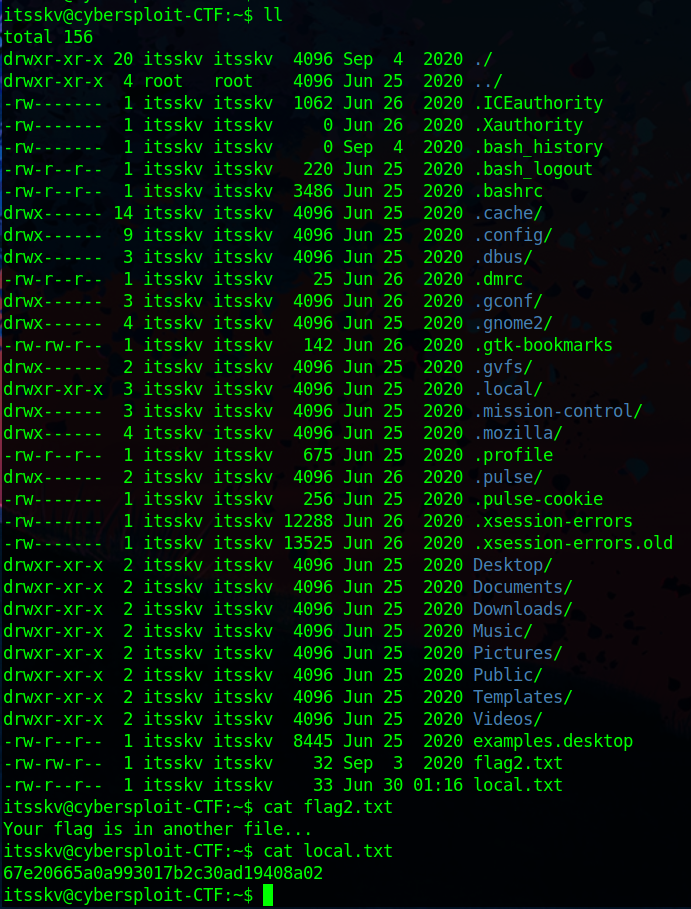 itsskv@cybersploit-CTF:~$ ll
total 156
drwxr-xr-x 20 itsskv itsskv  4096 Sep  4  2020 ./
drwxr-xr-x  4 root   root    4096 Jun 25  2020 ../
-rw-------  1 itsskv itsskv  1062 Jun 26  2020 .ICEauthority
-rw-------  1 itsskv itsskv     0 Jun 26  2020 .Xauthority
-rw-------  1 itsskv itsskv     0 Sep  4  2020 .bash_history
-rw-r--r--  1 itsskv itsskv   220 Jun 25  2020 .bash_logout
-rw-r--r--  1 itsskv itsskv  3486 Jun 25  2020 .bashrc
drwx------ 14 itsskv itsskv  4096 Jun 25  2020 .cache/
drwx------  9 itsskv itsskv  4096 Jun 25  2020 .config/
drwx------  3 itsskv itsskv  4096 Jun 25  2020 .dbus/
-rw-r--r--  1 itsskv itsskv    25 Jun 26  2020 .dmrc
drwx------  3 itsskv itsskv  4096 Jun 26  2020 .gconf/
drwx------  4 itsskv itsskv  4096 Jun 25  2020 .gnome2/
-rw-rw-r--  1 itsskv itsskv   142 Jun 26  2020 .gtk-bookmarks
drwx------  2 itsskv itsskv  4096 Jun 25  2020 .gvfs/
drwxr-xr-x  3 itsskv itsskv  4096 Jun 25  2020 .local/
drwx------  3 itsskv itsskv  4096 Jun 25  2020 .mission-control/
drwx------  4 itsskv itsskv  4096 Jun 25  2020 .mozilla/
-rw-r--r--  1 itsskv itsskv   675 Jun 25  2020 .profile
drwx------  2 itsskv itsskv  4096 Jun 26  2020 .pulse/
-rw-------  1 itsskv itsskv   256 Jun 25  2020 .pulse-cookie
-rw-------  1 itsskv itsskv 12288 Jun 26  2020 .xsession-errors
-rw-------  1 itsskv itsskv 13525 Jun 26  2020 .xsession-errors.old
drwxr-xr-x  2 itsskv itsskv  4096 Jun 25  2020 Desktop/
drwxr-xr-x  2 itsskv itsskv  4096 Jun 25  2020 Documents/
drwxr-xr-x  2 itsskv itsskv  4096 Jun 25  2020 Downloads/
drwxr-xr-x  2 itsskv itsskv  4096 Jun 25  2020 Music/
drwxr-xr-x  2 itsskv itsskv  4096 Jun 25  2020 Pictures/
drwxr-xr-x  2 itsskv itsskv  4096 Jun 25  2020 Public/
drwxr-xr-x  2 itsskv itsskv  4096 Jun 25  2020 Templates/
drwxr-xr-x  2 itsskv itsskv  4096 Jun 25  2020 Videos/
-rw-r--r--  1 itsskv itsskv  8445 Jun 25  2020 examples.desktop
-rw-rw-r--  1 itsskv itsskv    32 Sep  3  2020 flag2.txt
-rw-r--r--  1 itsskv itsskv    33 Jun 30 01:16 local.txt
itsskv@cybersploit-CTF:~$ cat flag2.txt
Your flag is in another file...
itsskv@cybersploit-CTF:~$ cat local.txt
67e20665a0a993017b2c30ad19408a02
itsskv@cybersploit-CTF:~$